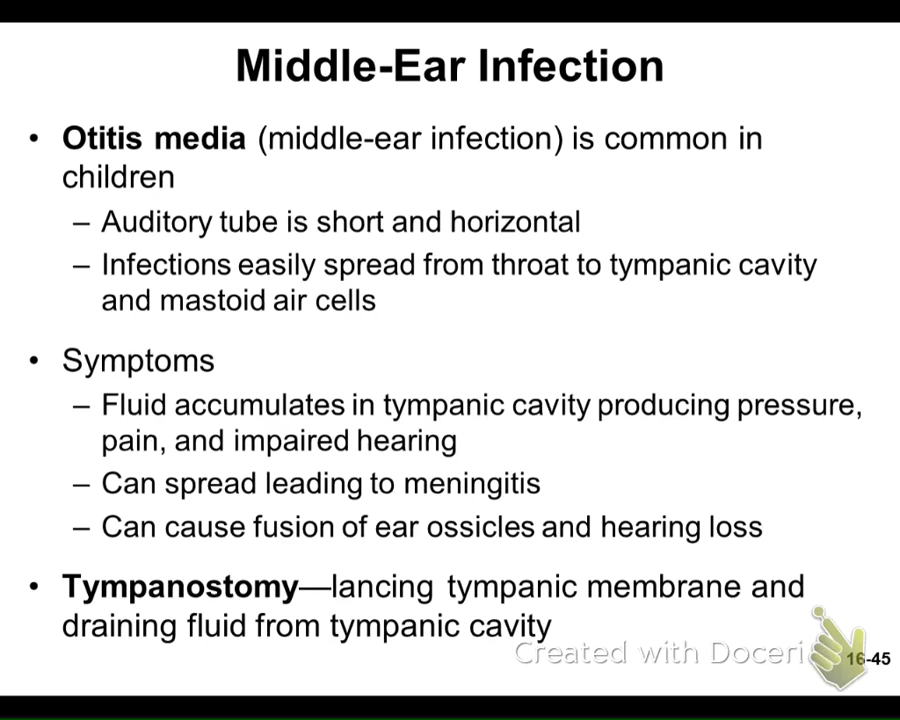 Middle-Ear Infection
• Otitis media (middle-ear infection) is common in
children
– Auditory tube is short and horizontal
– Infections easily spread from throat to tympanic cavity
and mastoid air cells
• Symptoms
– Fluid accumulates in tympanic cavity producing pressure,
pain, and impaired hearing
– Can spread leading to meningitis
– Can cause fusion of ear ossicles and hearing loss
• Tympanostomy—lancing tympanic membrane and
draining fluid from tympanic cavity
Created with Doceri
16-45